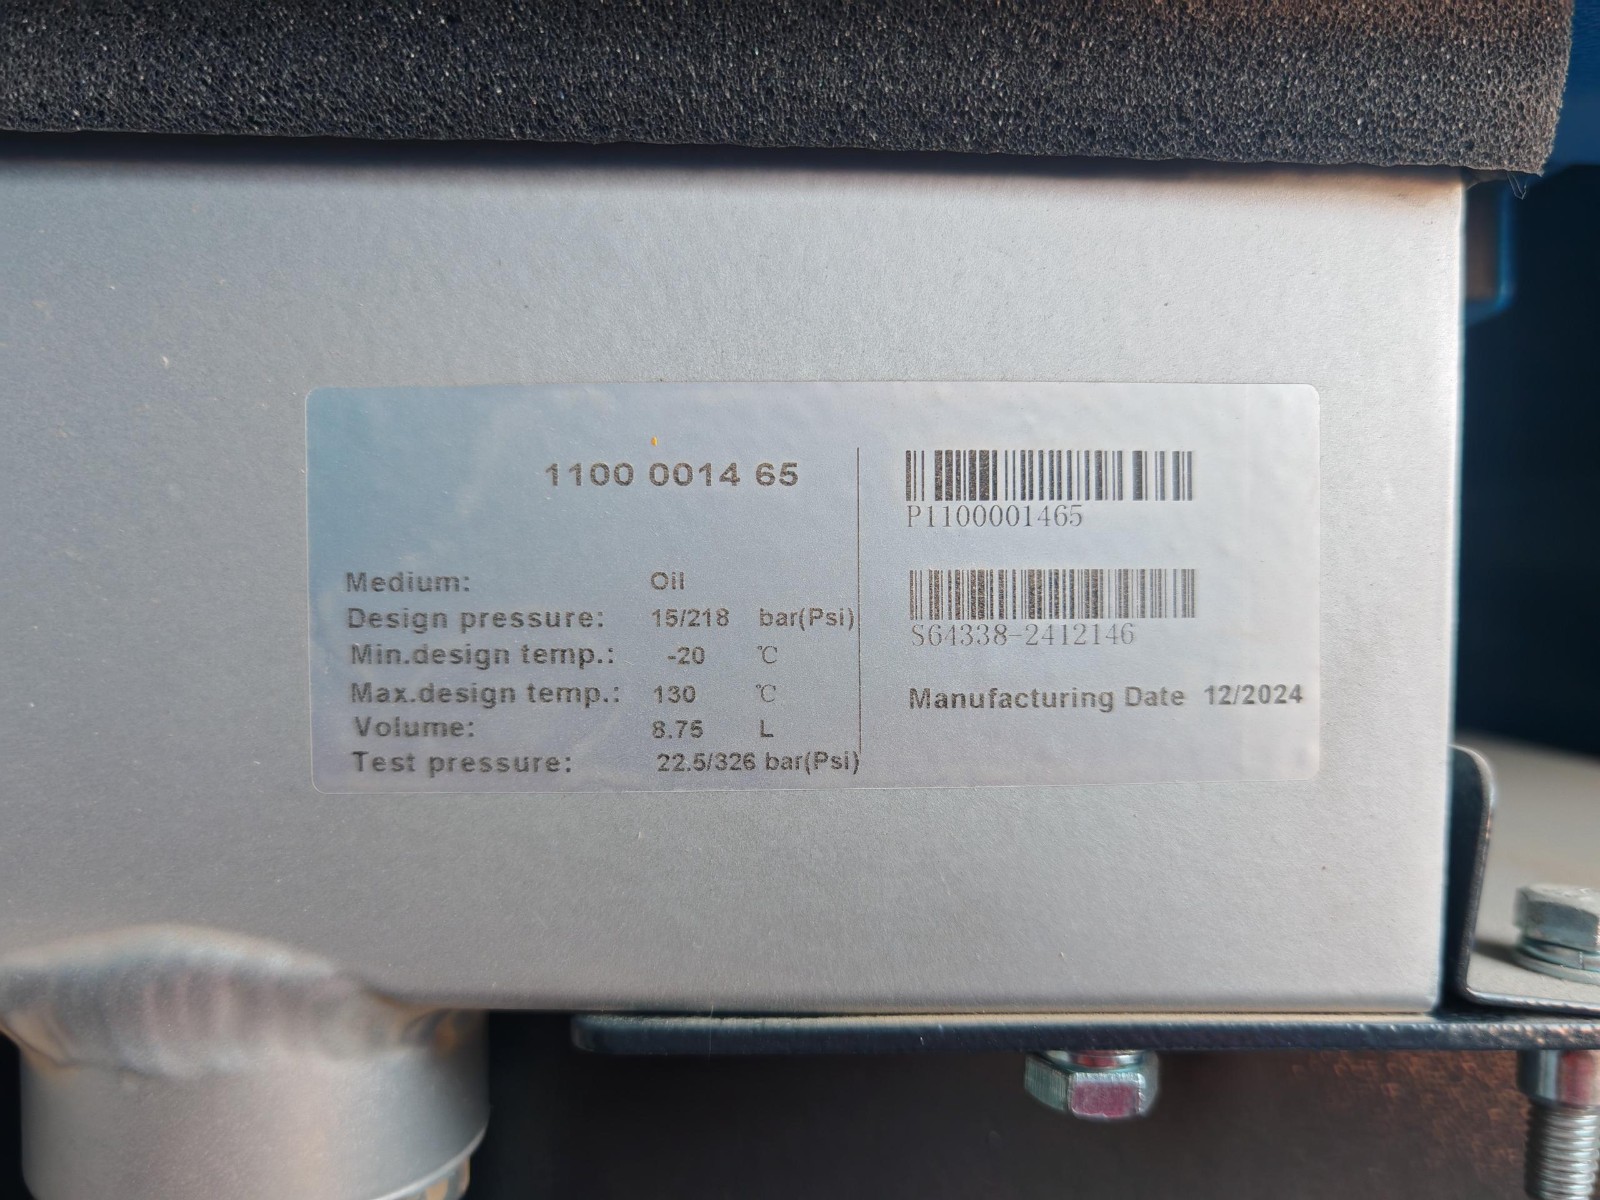 1100 0014 65
Medium: Oil
Design pressure: 15/218 bar(Psi)
Min.design temp.: -20 ℃
Max.design temp.: 130 ℃
Volume: 8.75 L
Test pressure: 22.5/326 bar(Psi)
P1100001465
S64338-2412146
Manufacturing Date 12/2024